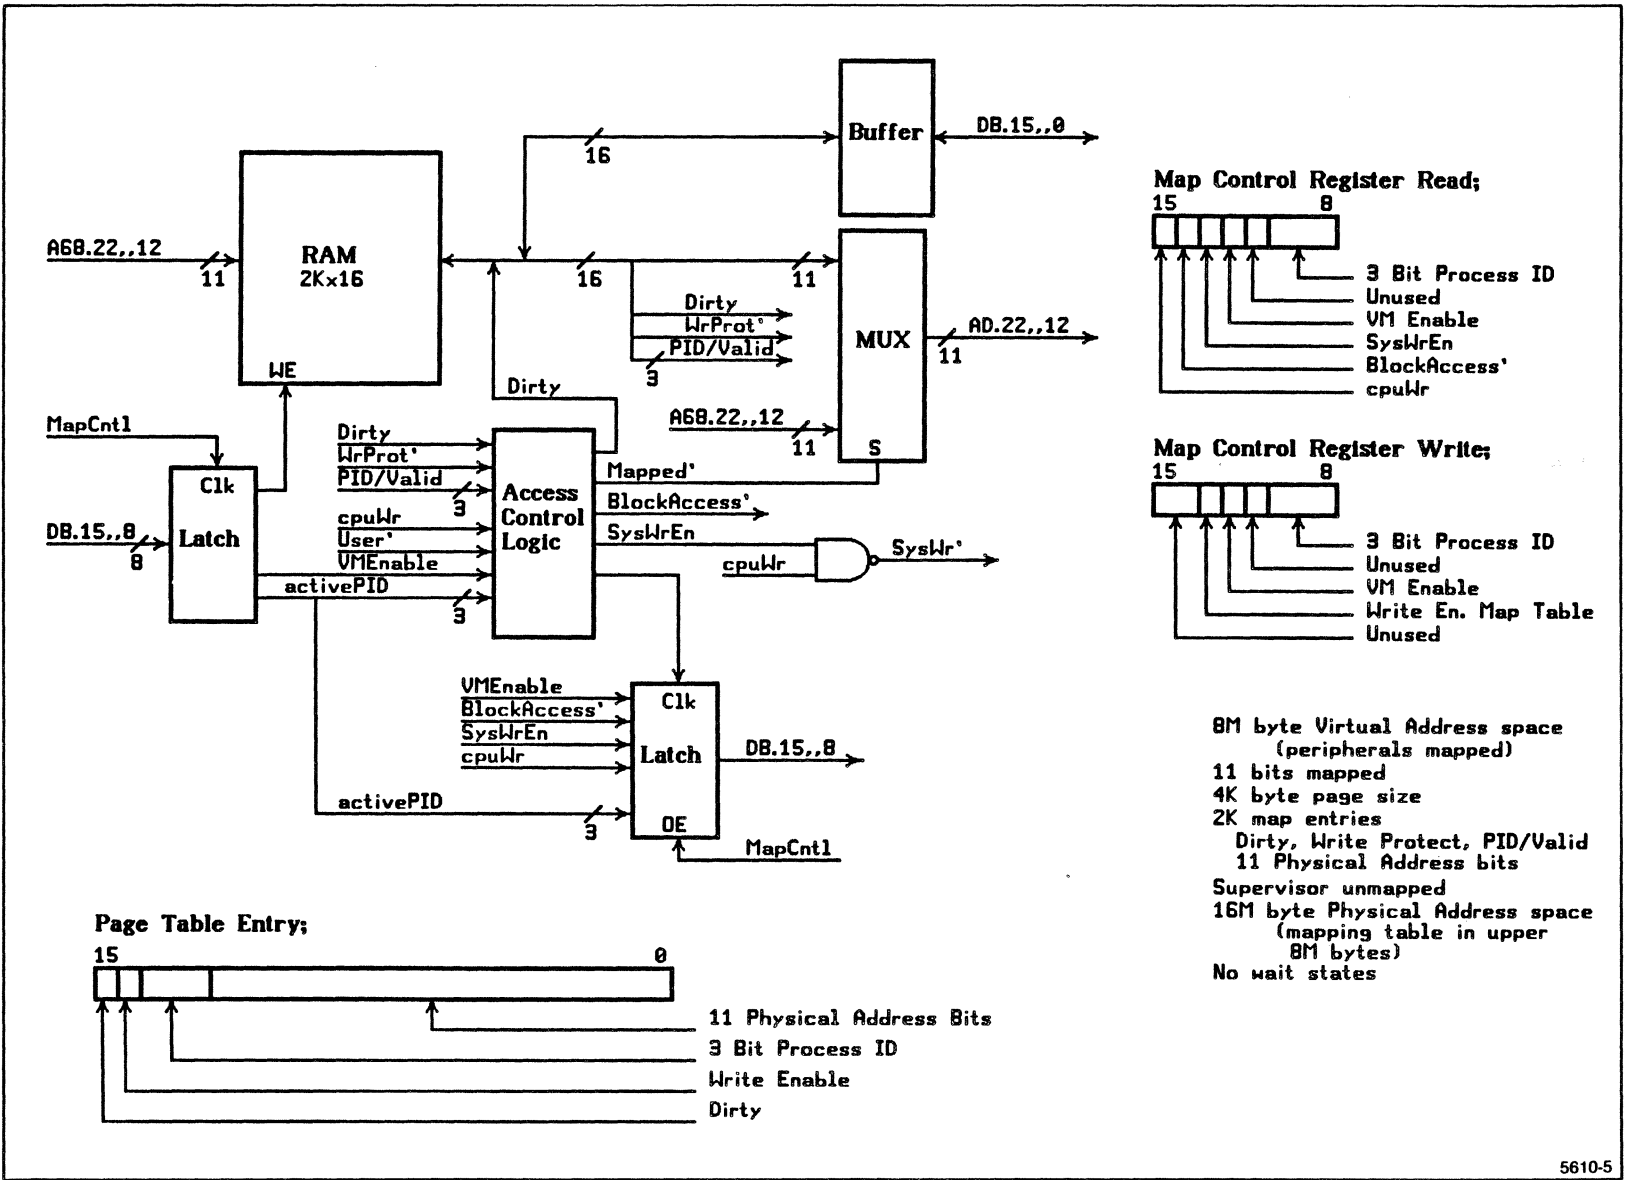 Buffer
DB.15,,0
16
A68.22,,12
11
RAM
2Kx16
WE
16
11
Dirty
WrProt'
PID/Valid
3
MUX
AD.22,,12
11
A68.22,,12
11
S
Dirty
MapCntl
Clk
Latch
DB.15,,8
8
Dirty
WrProt'
PID/Valid
3
cpuWr
User'
VMEnable
activePID
3
Access
Control
Logic
Mapped'
BlockAccess'
SysWrEn
cpuWr
SysWr'
VMEnable
BlockAccess'
SysWrEn
cpuWr
activePID
3
Clk
Latch
OE
DB.15,,8
MapCntl
Map Control Register Read;
15 8
3 Bit Process ID
Unused
VM Enable
SysWrEn
BlockAccess'
cpuWr
Map Control Register Write;
15 8
3 Bit Process ID
Unused
VM Enable
Write En. Map Table
Unused
8M byte Virtual Address space
(peripherals mapped)
11 bits mapped
4K byte page size
2K map entries
Dirty, Write Protect, PID/Valid
11 Physical Address bits
Supervisor unmapped
16M byte Physical Address space
(mapping table in upper
8M bytes)
No wait states
Page Table Entry;
15 0
11 Physical Address Bits
3 Bit Process ID
Write Enable
Dirty
5610-5